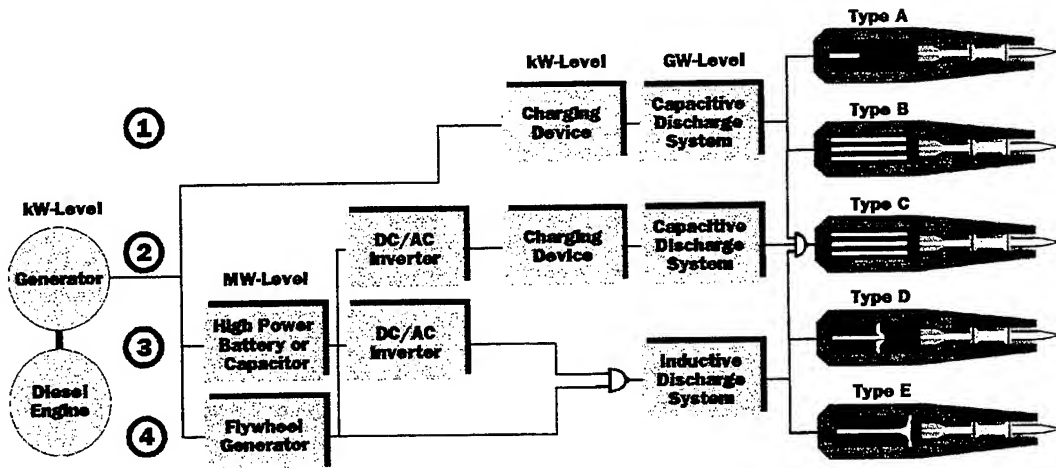 Type A
kW-Level
GW-Level
Charging
Device
Capacitive
Discharge
System
1
Type B
kW-Level
Generator
2
DC/AC
Inverter
Charging
Device
Capacitive
Discharge
System
Type C
MW-Level
High Power
Battery or
Capacitor
3
DC/AC
Inverter
Type D
Diesel
Engine
4
Flywheel
Generator
Inductive
Discharge
System
Type E